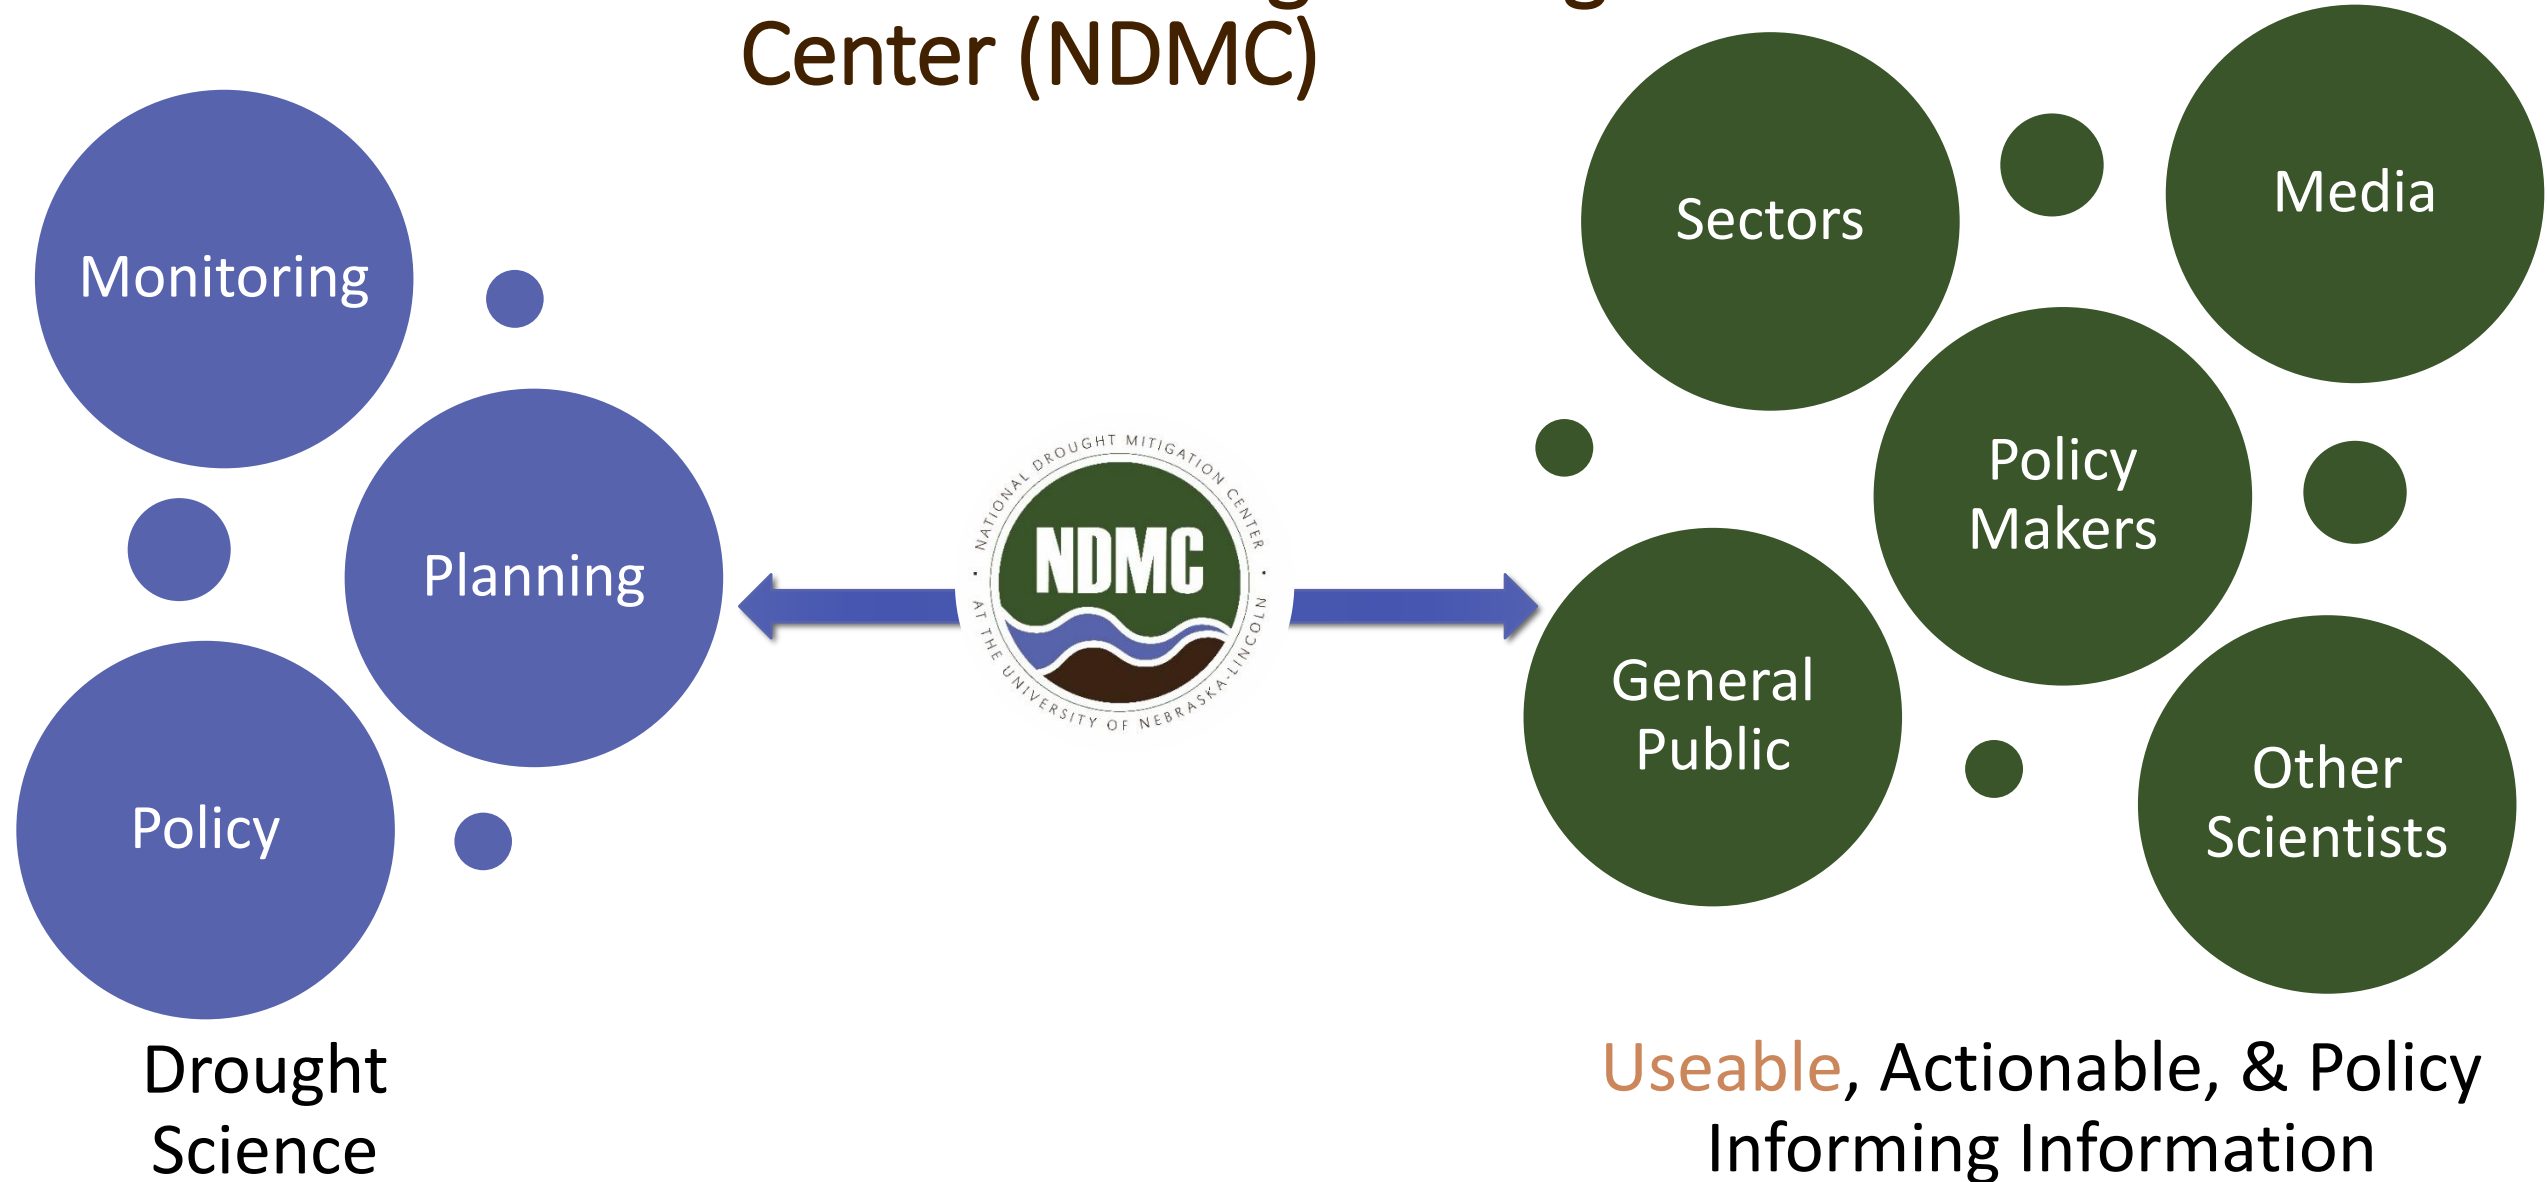 Center (NDMC)
Monitoring
Planning
Policy
Drought
Science
NATIONAL DROUGHT MITIGATION CENTER
NDMC
AT THE UNIVERSITY OF NEBRASKA-LINCOLN
Sectors
Media
Policy
Makers
General
Public
Other
Scientists
Useable, Actionable, & Policy
Informing Information